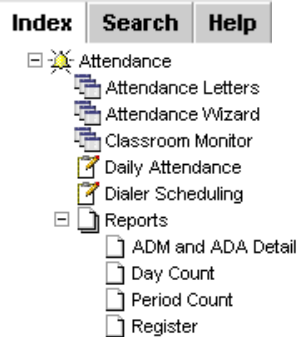 Index Search Help
Attendance
Attendance Letters
Attendance Wizard
Classroom Monitor
Daily Attendance
Dialer Scheduling
Reports
ADM and ADA Detail
Day Count
Period Count
Register